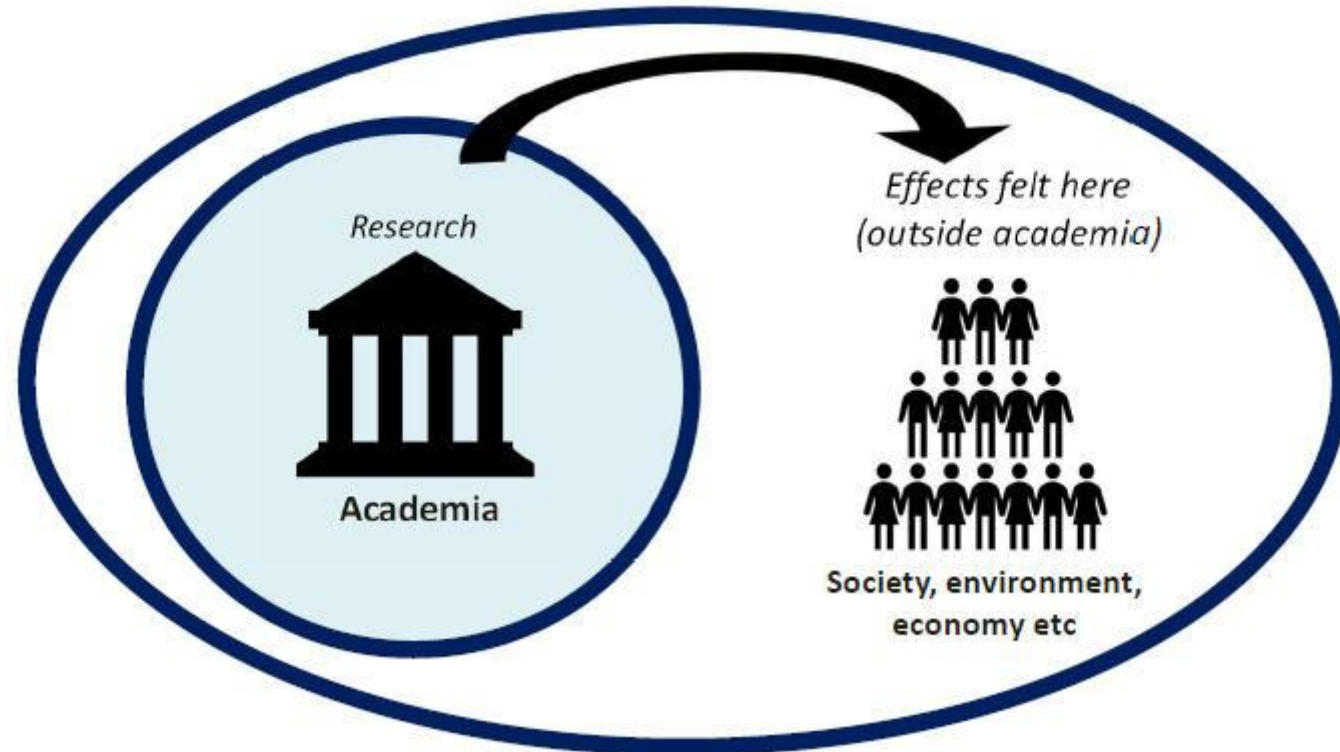 Research
Academia
Effects felt here
(outside academia)
Society, environment,
economy etc